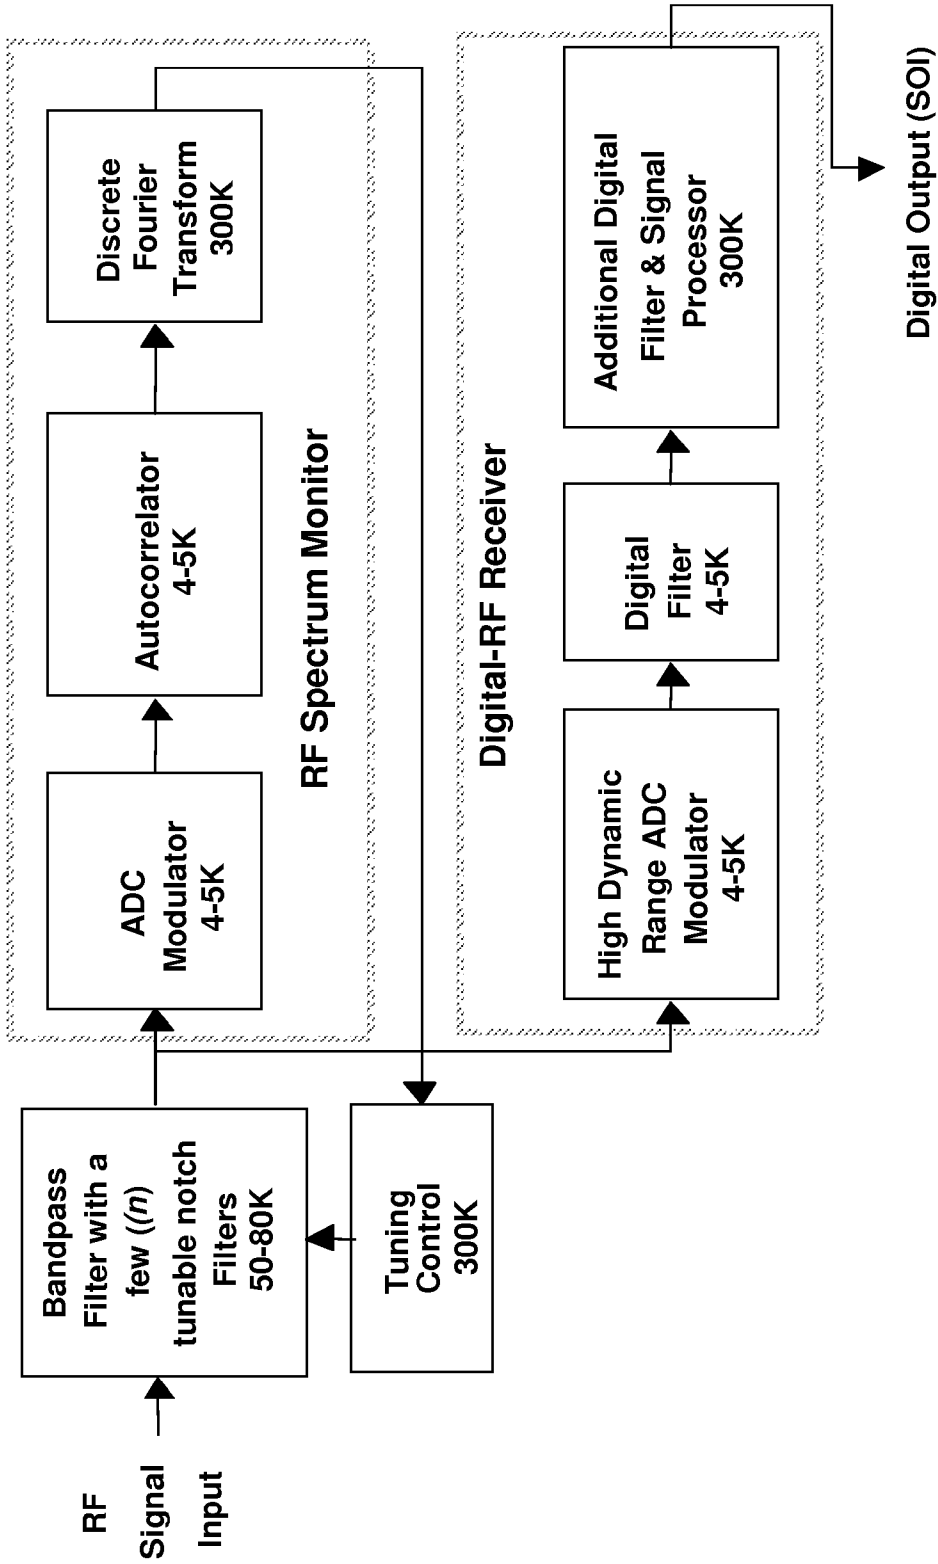 RF
Signal
Input
Bandpass
Filter with a
few ((n)
tunable notch
Filters
50-80K
Tuning
Control
300K
ADC
Modulator
4-5K
Autocorrelator
4-5K
Discrete
Fourier
Transform
300K
RF Spectrum Monitor
Digital-RF Receiver
High Dynamic
Range ADC
Modulator
4-5K
Digital
Filter
4-5K
Additional Digital
Filter & Signal
Processor
300K
Digital Output (SOI)